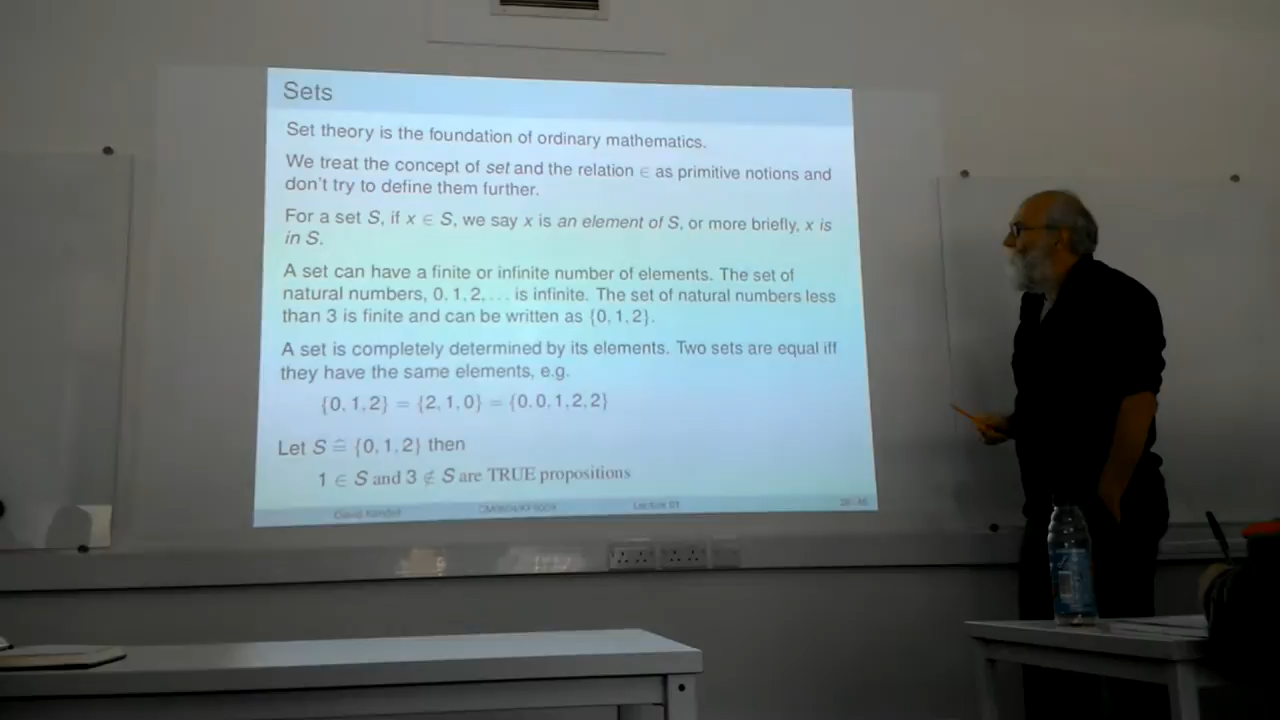 Sets
Set theory is the foundation of ordinary mathematics.
We treat the concept of set and the relation ∈ as primitive notions and
don't try to define them further.
For a set S, if x ∈ S, we say x is an element of S, or more briefly, x is
in S.
A set can have a finite or infinite number of elements. The set of
natural numbers, 0, 1, 2, . . . is infinite. The set of natural numbers less
than 3 is finite and can be written as {0, 1, 2}.
A set is completely determined by its elements. Two sets are equal iff
they have the same elements, e.g.
{0, 1, 2} = {2, 1, 0} = {0, 0, 1, 2, 2}
Let S ≙ {0, 1, 2} then
1 ∈ S and 3 ∉ S are TRUE propositions
David Kendall Lecture 01